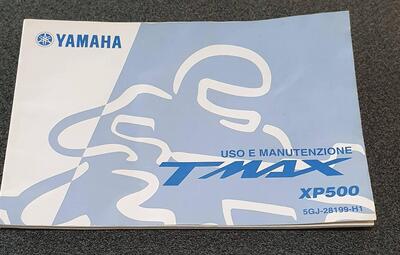 YAMAHA
USO E MANUTENZIONE
TMAX
XP500
5GJ-28199-H1